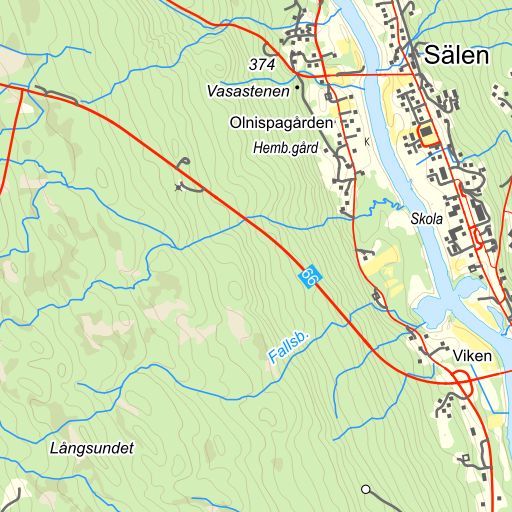 Sälen
374
Vasastenen
Olnispagården
Hemb.gård
K
Skola
66
Fallsb.
Viken
Långsundet